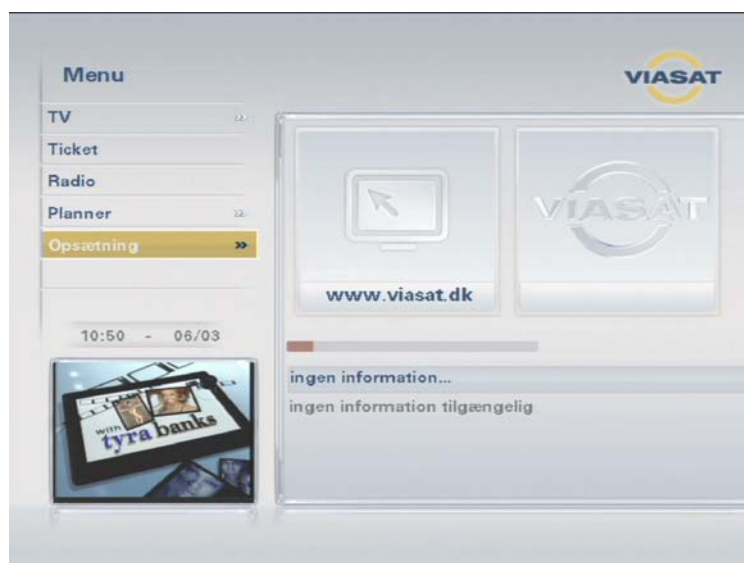 Menu
VIASAT
TV
Ticket
Radio
Planner
Opsætning
VIASAT
www.viasat.dk
10:50 - 06/03
ingen information...
ingen information tilgængelig
with
tyra banks